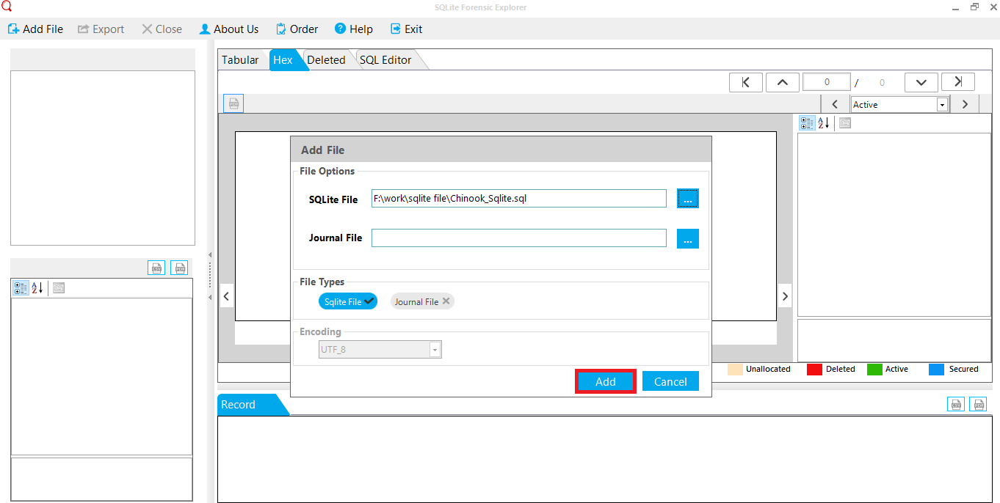 SQLite Forensic Explorer
Add File Export Close About Us Order Help Exit
Tabular Hex Deleted SQL Editor
0 / 0
Active
Add File
File Options
SQLite File F:\work\sqlite file\Chinook_Sqlite.sql ...
Journal File ...
File Types
Sqlite File Journal File
Encoding
UTF_8
Add Cancel
Unallocated Deleted Active Secured
Record